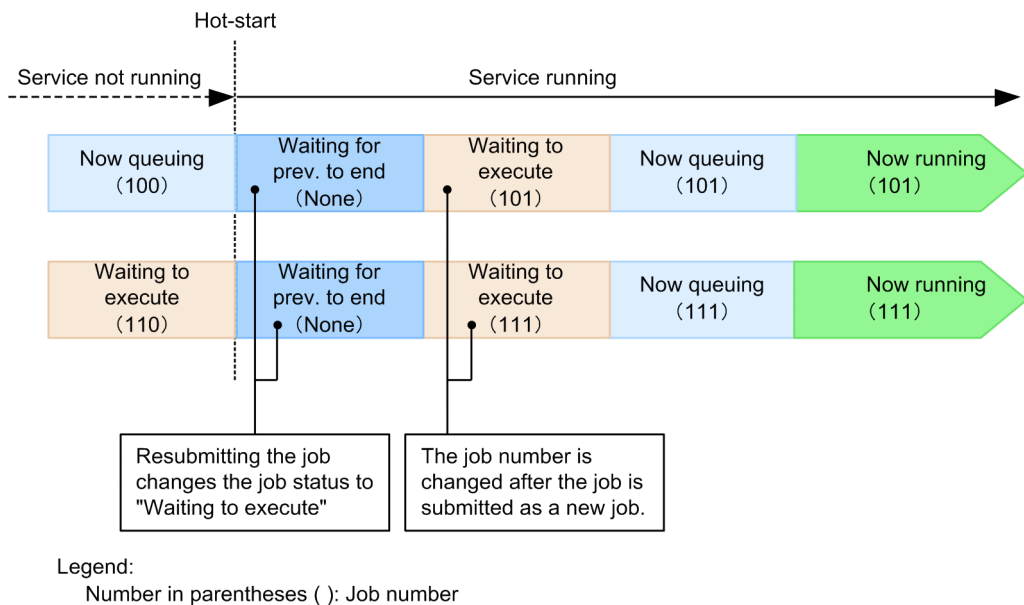 Hot-start
Service not running
Service running
Now queuing
（100）
Waiting for
prev. to end
（None）
Waiting to
execute
（101）
Now queuing
（101）
Now running
（101）
Waiting to
execute
（110）
Waiting for
prev. to end
（None）
Waiting to
execute
（111）
Now queuing
（111）
Now running
（111）
Resubmitting the job
changes the job status to
"Waiting to execute"
The job number is
changed after the job is
submitted as a new job.
Legend:
Number in parentheses ( ): Job number